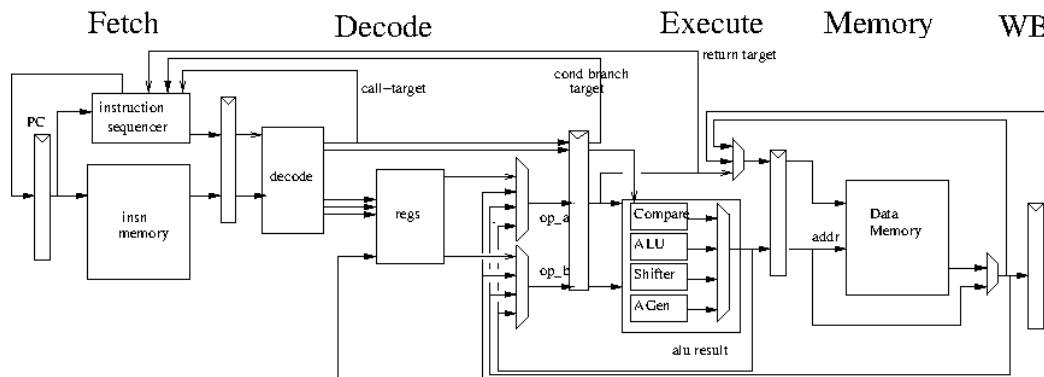 Fetch
Decode
Execute
Memory
WB
return target
cond branch
target
call-target
PC
instruction
sequencer
insn
memory
decode
regs
op_a
op_b
Compare
ALU
Shifter
AGen
alu result
addr
Data
Memory